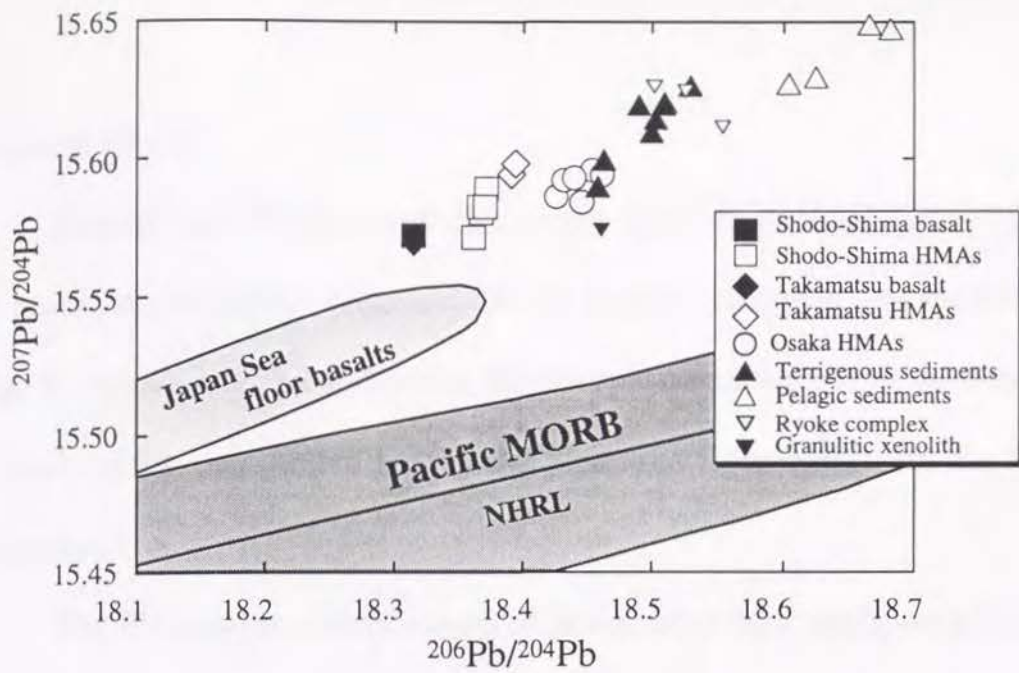 15.65
15.60
15.55
15.50
15.45
²⁰⁷Pb/²⁰⁴Pb
Japan Sea
floor basalts
Pacific MORB
NHRL
Shodo-Shima basalt
Shodo-Shima HMAs
Takamatsu basalt
Takamatsu HMAs
Osaka HMAs
Terrigenous sediments
Pelagic sediments
Ryoke complex
Granulitic xenolith
18.1 18.2 18.3 18.4 18.5 18.6 18.7
²⁰⁶Pb/²⁰⁴Pb